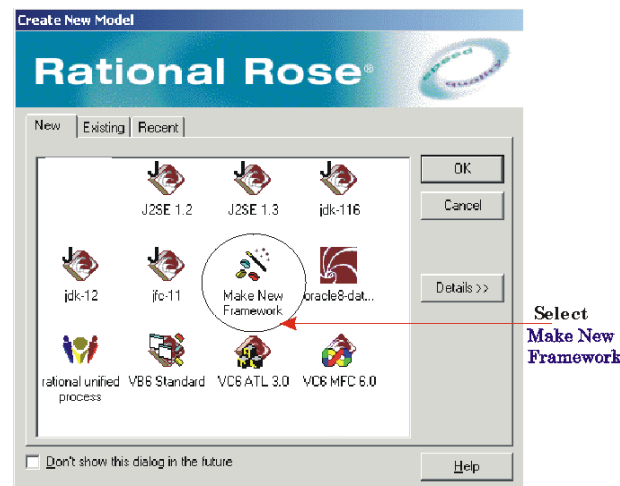 Create New Model
Rational Rose®
speed
quality
New
Existing
Recent
J2SE 1.2
J2SE 1.3
jdk-116
jdk-12
jfc-11
Make New
Framework
oracle8-dat...
rational unified
process
VB6 Standard
VC6 ATL 3.0
VC6 MFC 6.0
OK
Cancel
Details >>
Select
Make New
Framework
Don't show this dialog in the future
Help